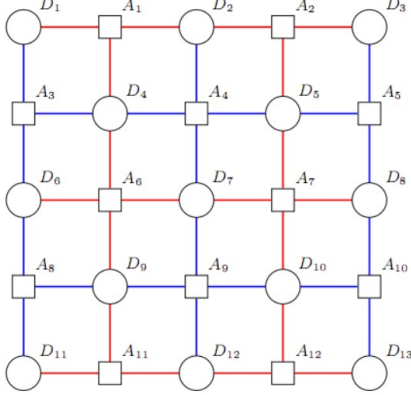 D₁ A₁ D₂ A₂ D₃
A₃ D₄ A₄ D₅ A₅
D₆ A₆ D₇ A₇ D₈
A₈ D₉ A₉ D₁₀ A₁₀
D₁₁ A₁₁ D₁₂ A₁₂ D₁₃